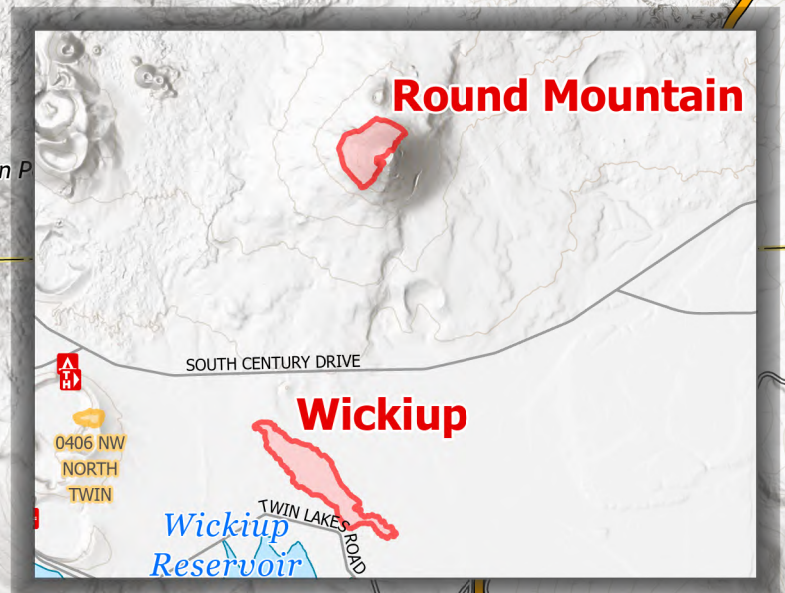 Round Mountain
n P
SOUTH CENTURY DRIVE
Wickiup
0406 NW
NORTH
TWIN
TWIN LAKES ROAD
Wickiup
Reservoir